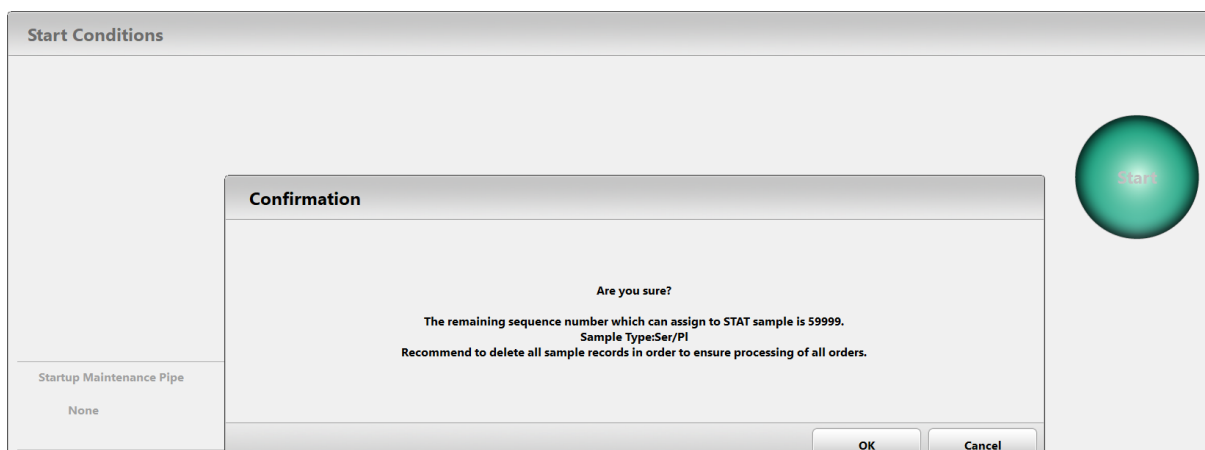 Start Conditions
Start
Confirmation
Are you sure?
The remaining sequence number which can assign to STAT sample is 59999.
Sample Type:Ser/Pl
Recommend to delete all sample records in order to ensure processing of all orders.
Startup Maintenance Pipe
None
OK
Cancel